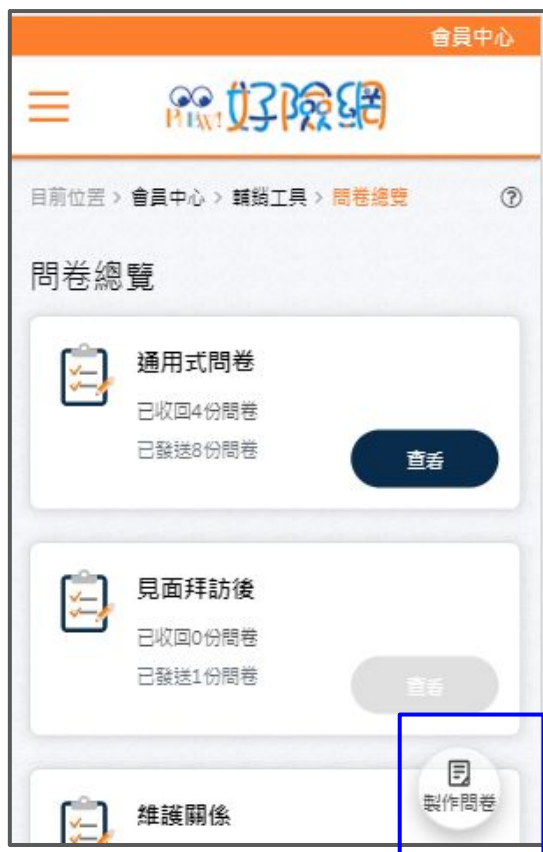 會員中心
PHEW! 好險網
目前位置 > 會員中心 > 輔銷工具 > 問卷總覽 ?
問卷總覽
通用式問卷
已收回4份問卷
已發送8份問卷
查看
見面拜訪後
已收回0份問卷
已發送1份問卷
查看
製作問卷
維護關係